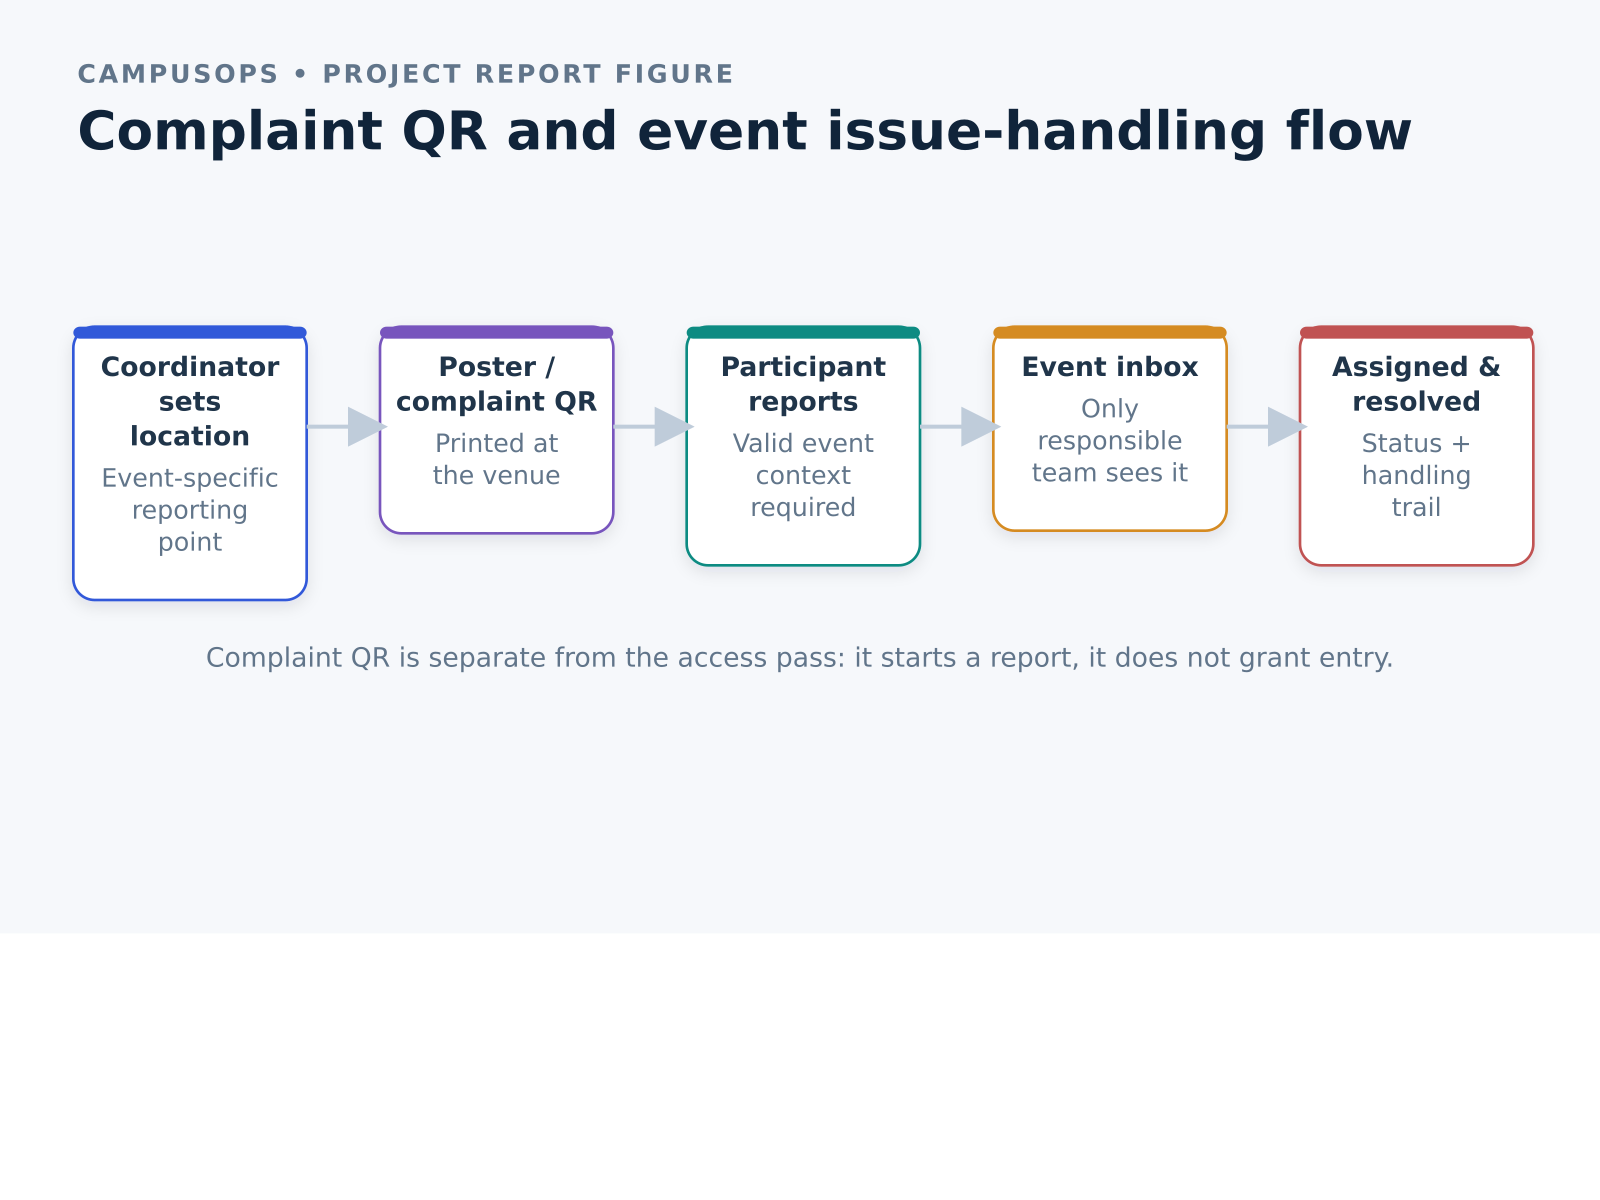 CAMPUSOPS • PROJECT REPORT FIGURE
Complaint QR and event issue-handling flow
Coordinator
sets
location
Event-specific
reporting
point
Poster /
complaint QR
Printed at
the venue
Participant
reports
Valid event
context
required
Event inbox
Only
responsible
team sees it
Assigned &
resolved
Status +
handling
trail
Complaint QR is separate from the access pass: it starts a report, it does not grant entry.